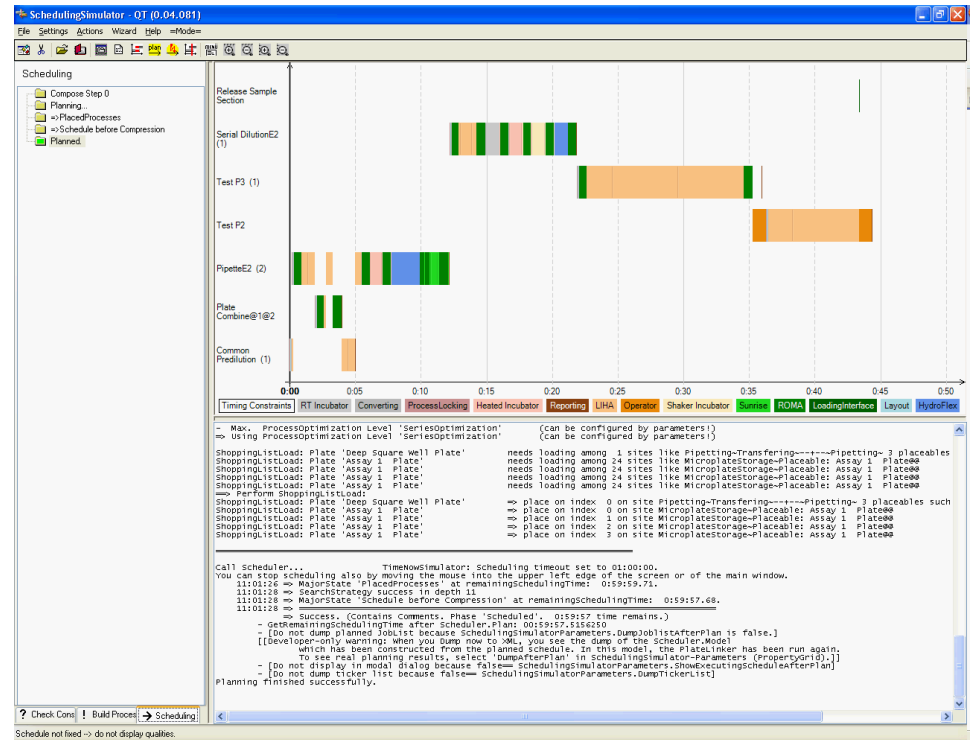 SchedulingSimulator - QT (0.04.081)
File Settings Actions Wizard Help =Mode=
Scheduling
Compose Step 0
Planning...
=>PlacedProcesses
=>Schedule before Compression
Planned.
Release Sample
Section
Serial DilutionE2
(1)
Test P3 (1)
Test P2
PipetteE2 (2)
Plate
Combine@1@2
Common
Predilution (1)
0:00 0:05 0:10 0:15 0:20 0:25 0:30 0:35 0:40 0:45 0:50
Timing Constraints RT Incubator Converting ProcessLocking Heated Incubator Reporting LIHA Operator Shaker Incubator Sunrise ROMA LoadingInterface Layout HydroFlex
- Max. ProcessOptimization Level 'SeriesOptimization' (can be configured by parameters!)
=> Using ProcessOptimization Level 'SeriesOptimization' (can be configured by parameters!)
ShoppingListLoad: Plate 'Deep Square Well Plate' needs loading among 1 sites like Pipetting~Transfering~---+--~Pipetting~ 3 placeables
ShoppingListLoad: Plate 'Assay 1 Plate' needs loading among 24 sites like MicroplateStorage~Placeable: Assay 1 Plate@@
ShoppingListLoad: Plate 'Assay 1 Plate' needs loading among 24 sites like MicroplateStorage~Placeable: Assay 1 Plate@@
ShoppingListLoad: Plate 'Assay 1 Plate' needs loading among 24 sites like MicroplateStorage~Placeable: Assay 1 Plate@@
ShoppingListLoad: Plate 'Assay 1 Plate' needs loading among 24 sites like MicroplateStorage~Placeable: Assay 1 Plate@@
==> Perform ShoppingListLoad:
ShoppingListLoad: Plate 'Deep Square Well Plate' => place on index 0 on site Pipetting~Transfering~---+--~Pipetting~ 3 placeables such
ShoppingListLoad: Plate 'Assay 1 Plate' => place on index 0 on site MicroplateStorage~Placeable: Assay 1 Plate@@
ShoppingListLoad: Plate 'Assay 1 Plate' => place on index 1 on site MicroplateStorage~Placeable: Assay 1 Plate@@
ShoppingListLoad: Plate 'Assay 1 Plate' => place on index 2 on site MicroplateStorage~Placeable: Assay 1 Plate@@
ShoppingListLoad: Plate 'Assay 1 Plate' => place on index 3 on site MicroplateStorage~Placeable: Assay 1 Plate@@
Call Scheduler... TimeNowSimulator: Scheduling timeout set to 01:00:00.
You can stop scheduling also by moving the mouse into the upper left edge of the screen or of the main window.
11:01:26 => MajorState 'PlacedProcesses' at remainingSchedulingTime: 0:59:59.71.
11:01:28 => SearchStrategy success in depth 11
11:01:28 => MajorState 'Schedule before Compression' at remainingSchedulingTime: 0:59:57.68.
11:01:28 =>
=> Success. (Contains Comments. Phase 'Scheduled'. 0:59:57 time remains.)
- GetRemainingSchedulingTime after Scheduler.Plan: 00:59:57.5156250
- [Do not dump planned JobList because SchedulingSimulatorParameters.DumpJoblistAfterPlan is false.]
[[Developer-only warning: When you Dump now to XML, you see the dump of the Scheduler.Model
which has been constructed from the planned schedule. In this model, the PlateLinker has been run again.
To see real planning results, select 'DumpAfterPlan' in SchedulingSimulator-Parameters (PropertyGrid).]]
- [Do not display in modal dialog because false== SchedulingSimulatorParameters.ShowExecutingScheduleAfterPlan]
- [Do not dump ticker list because false== SchedulingSimulatorParameters.DumpTickerList]
Planning finished successfully.
? Check Cons ! Build Proces → Scheduling
Schedule not fixed --> do not display qualities.